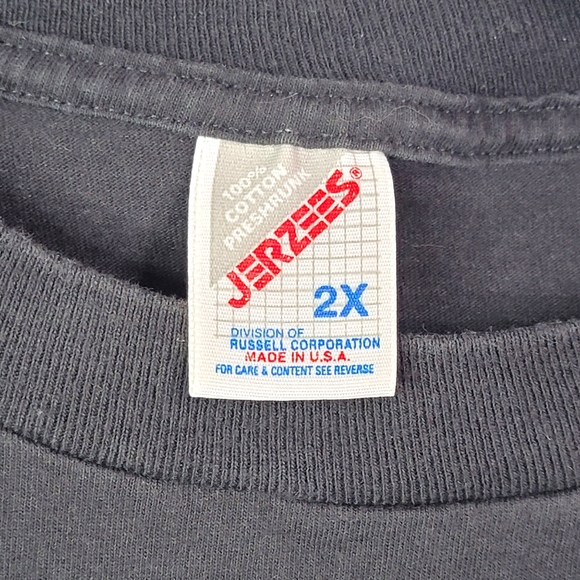 100%
COTTON
PRESHRUNK
JERZEES®
2X
DIVISION OF
RUSSELL CORPORATION
MADE IN U.S.A.
FOR CARE & CONTENT SEE REVERSE